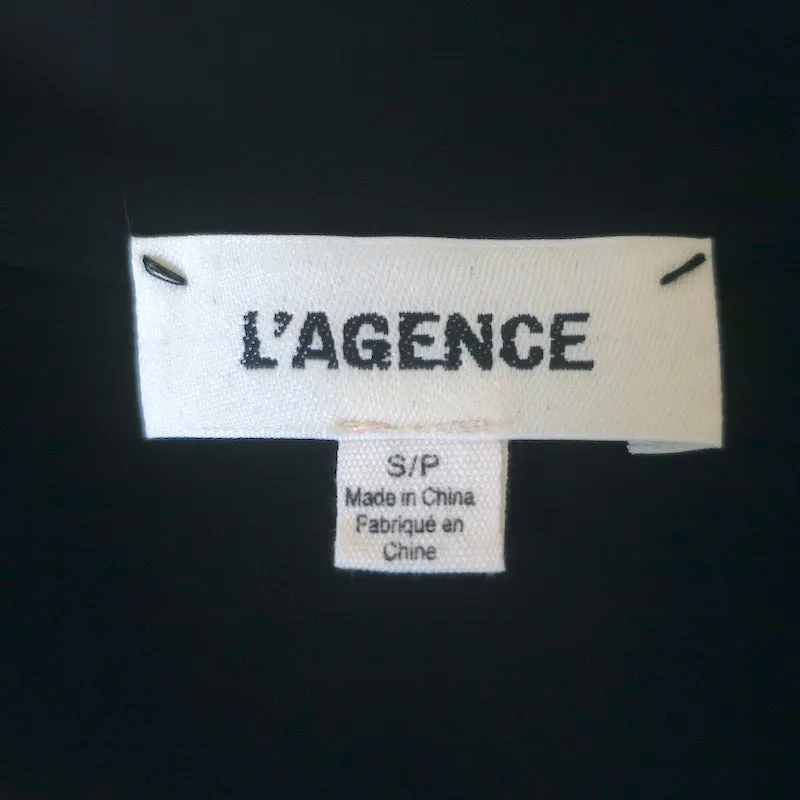 L'AGENCE
S/P
Made in China
Fabriqué en
Chine